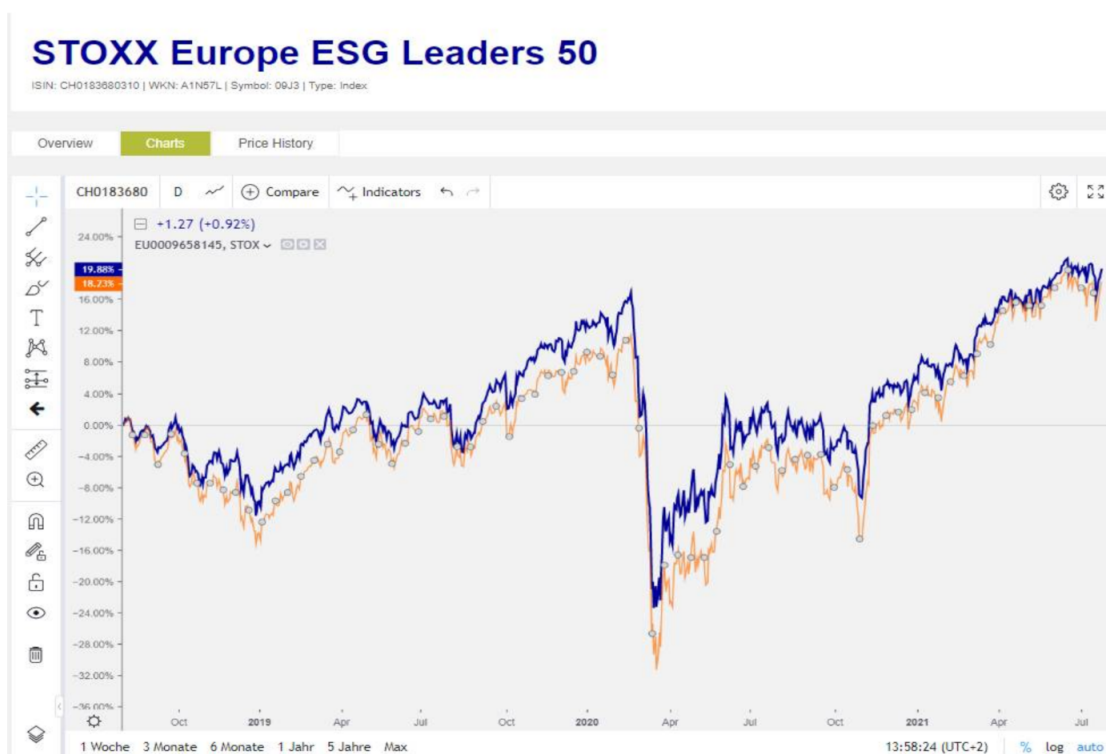 STOXX Europe ESG Leaders 50
ISIN: CH0183680310 | WKN: A1N57L | Symbol: 09J3 | Type: Index
Overview Charts Price History
CH0183680 D Compare Indicators
+1.27 (+0.92%)
EU0009658145, STOX
24.00%
19.88%
18.23%
16.00%
12.00%
8.00%
4.00%
0.00%
-4.00%
-8.00%
-12.00%
-16.00%
-20.00%
-24.00%
-28.00%
-32.00%
-36.00%
Oct 2019 Apr Jul Oct 2020 Apr Jul Oct 2021 Apr Jul
1 Woche 3 Monate 6 Monate 1 Jahr 5 Jahre Max 13:58:24 (UTC+2) % log auto